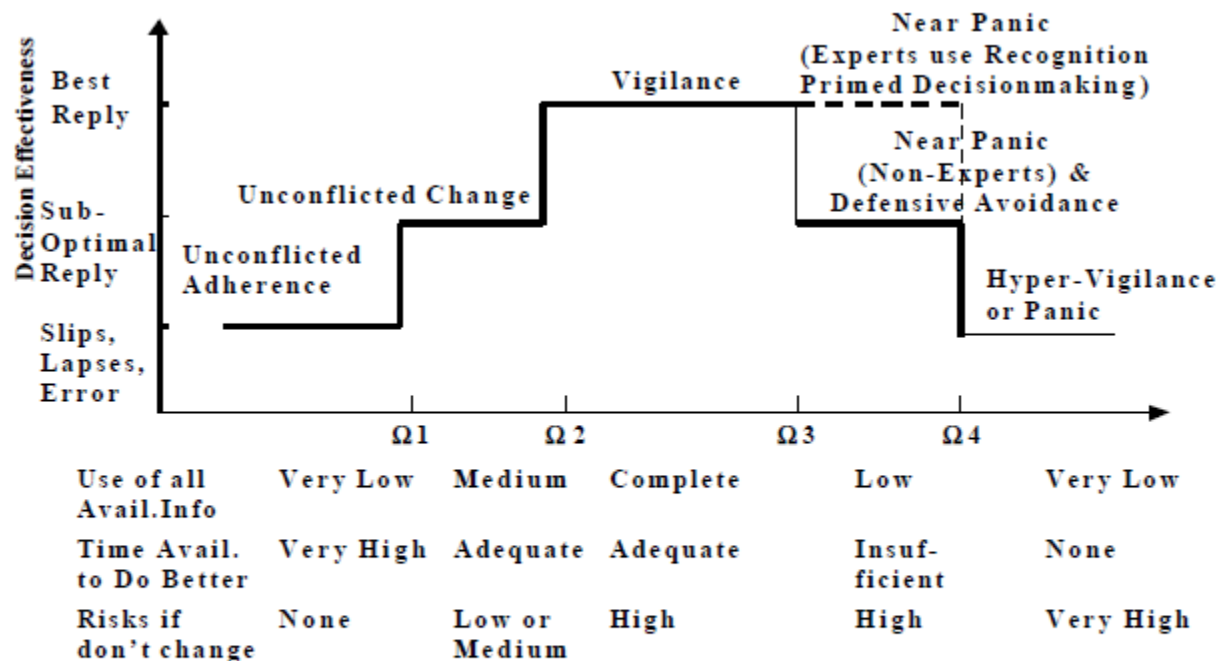 Decision Effectiveness
Best
Reply
Sub-
Optimal
Reply
Slips,
Lapses,
Error
Unconflicted
Adherence
Unconflicted Change
Vigilance
Near Panic
(Experts use Recognition
Primed Decisionmaking)
Near Panic
(Non-Experts) &
Defensive Avoidance
Hyper-Vigilance
or Panic
Ω1 Ω2 Ω3 Ω4
Use of all Very Low Medium Complete Low Very Low
Avail.Info
Time Avail. Very High Adequate Adequate Insuf- None
to Do Better ficient
Risks if None Low or High High Very High
don't change Medium